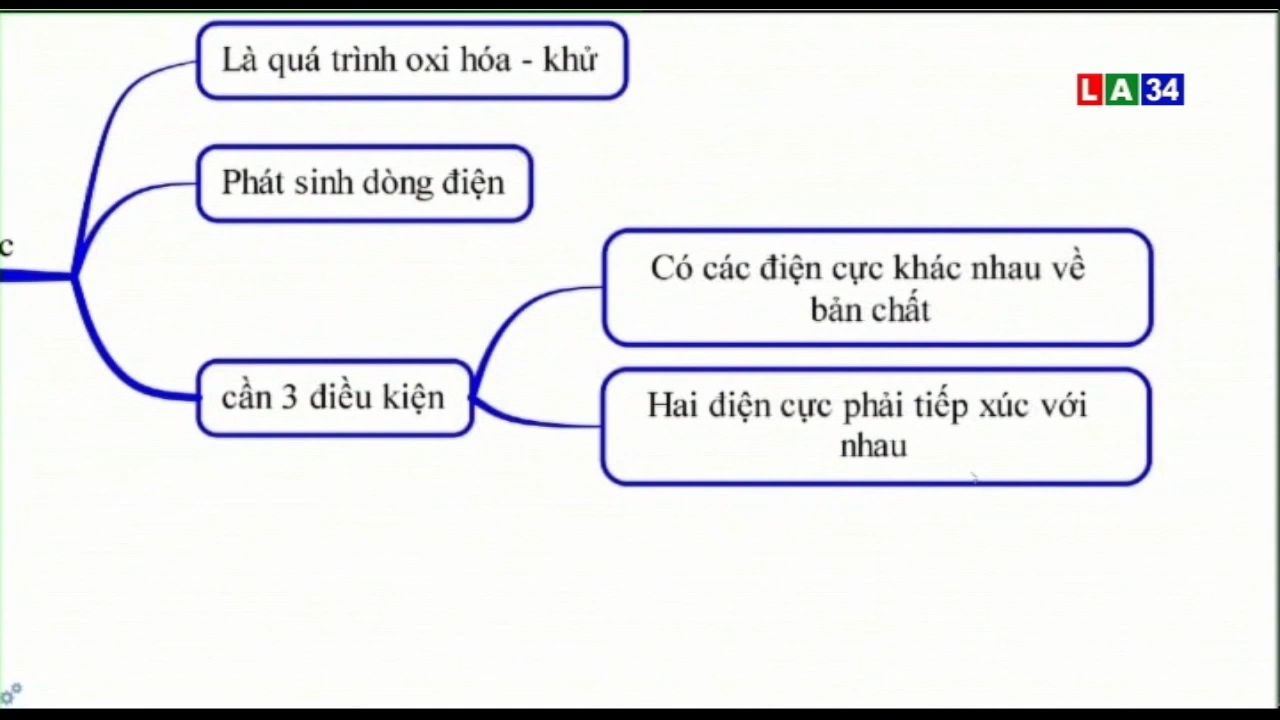 Là quá trình oxi hóa - khử
LA34
Phát sinh dòng điện
c
Có các điện cực khác nhau về
bản chất
cần 3 điều kiện
Hai điện cực phải tiếp xúc với
nhau